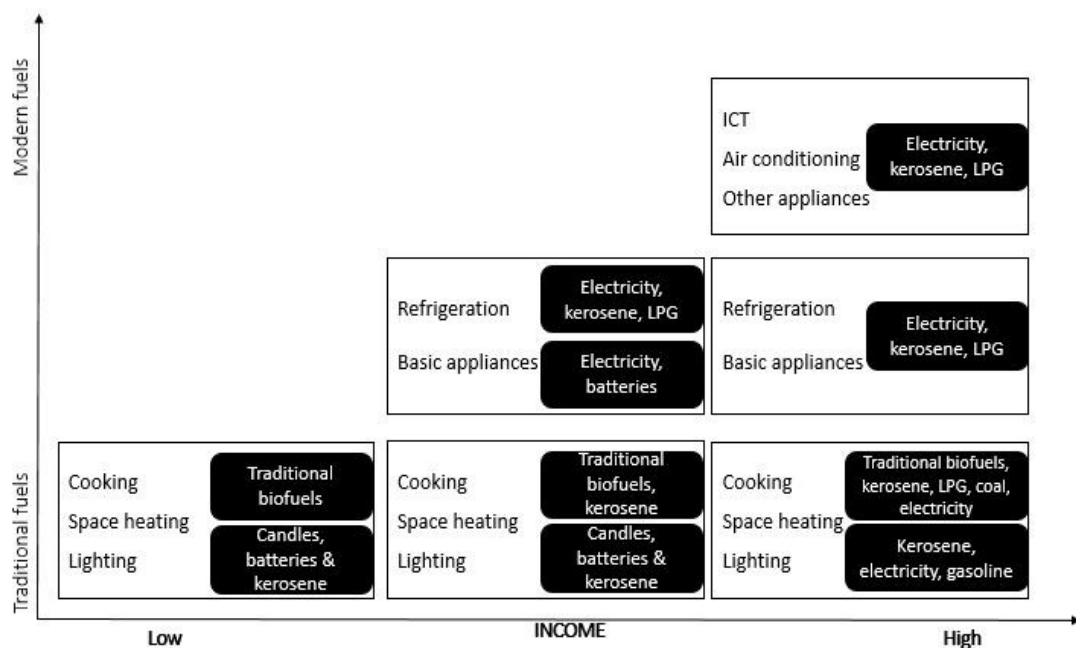 Modern fuels
Traditional fuels
ICT
Air conditioning
Other appliances
Electricity,
kerosene, LPG
Refrigeration
Basic appliances
Electricity,
kerosene, LPG
Electricity,
batteries
Refrigeration
Basic appliances
Electricity,
kerosene, LPG
Cooking
Space heating
Lighting
Traditional
biofuels
Candles,
batteries &
kerosene
Cooking
Space heating
Lighting
Traditional
biofuels,
kerosene
Candles,
batteries &
kerosene
Cooking
Space heating
Lighting
Traditional biofuels,
kerosene, LPG, coal,
electricity
Kerosene,
electricity, gasoline
Low
INCOME
High